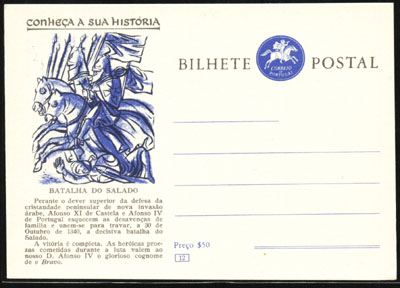 CONHEÇA A SUA HISTÓRIA
BILHETE POSTAL
CORREIO
DE
PORTUGAL
BATALHA DO SALADO
Perante o dever superior da defesa da
cristandade peninsular de nova invasão
árabe, Afonso XI de Castela e Afonso IV
de Portugal esquecem as desavenças de
família e unem-se para travar, a 30 de
Outubro de 1340, a decisiva batalha do
Salado.
A vitória é completa. As heróicas proe-
zas cometidas durante a luta valem ao
nosso D. Afonso IV o glorioso cognome
de o Bravo.
Preço $50
12